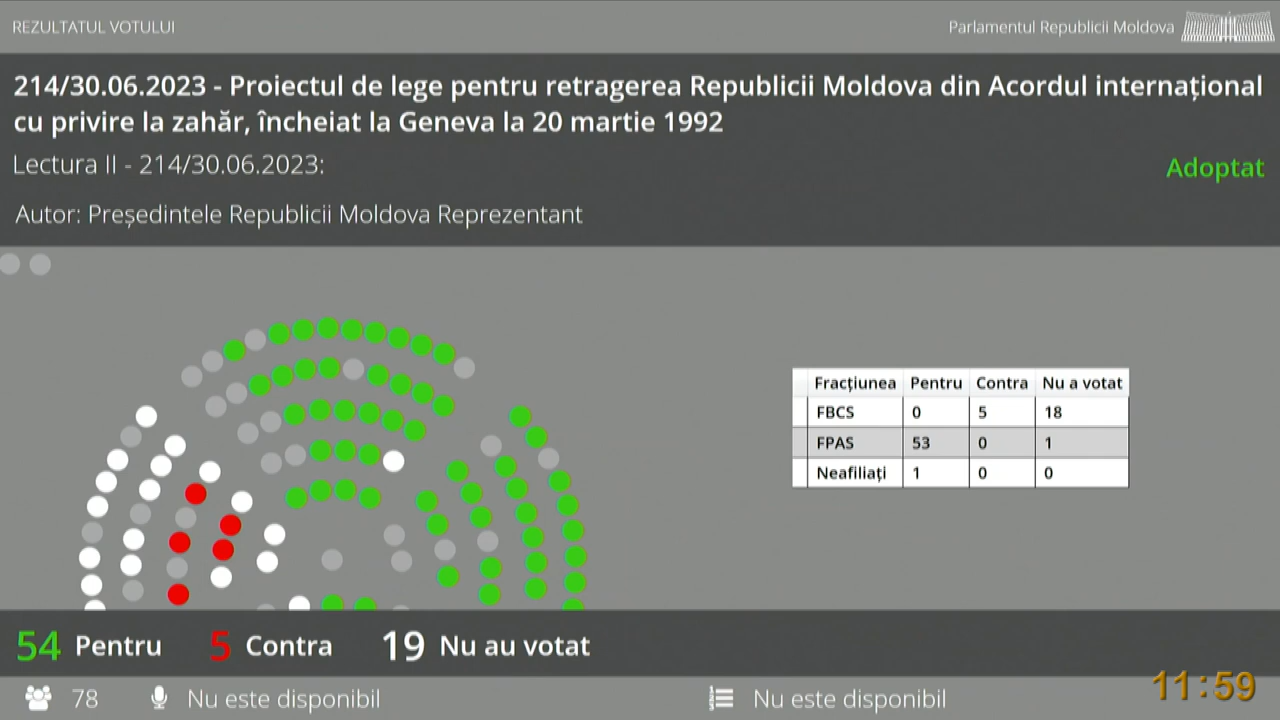 REZULTATUL VOTULUI
Parlamentul Republicii Moldova
214/30.06.2023 - Proiectul de lege pentru retragerea Republicii Moldova din Acordul internațional
cu privire la zahăr, încheiat la Geneva la 20 martie 1992
Lectura II - 214/30.06.2023:
Adoptat
Autor: Președintele Republicii Moldova Reprezentant
Fracțiunea Pentru Contra Nu a votat
FBCS 0 5 18
FPAS 53 0 1
Neafiliați 1 0 0
54 Pentru 5 Contra 19 Nu au votat
78 Nu este disponibil Nu este disponibil
11:59